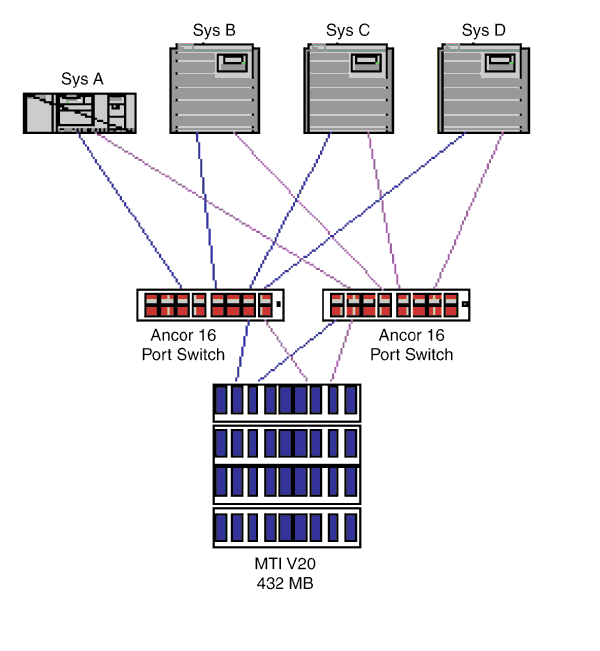 Sys A
Sys B
Sys C
Sys D
Ancor 16
Port Switch
Ancor 16
Port Switch
MTI V20
432 MB